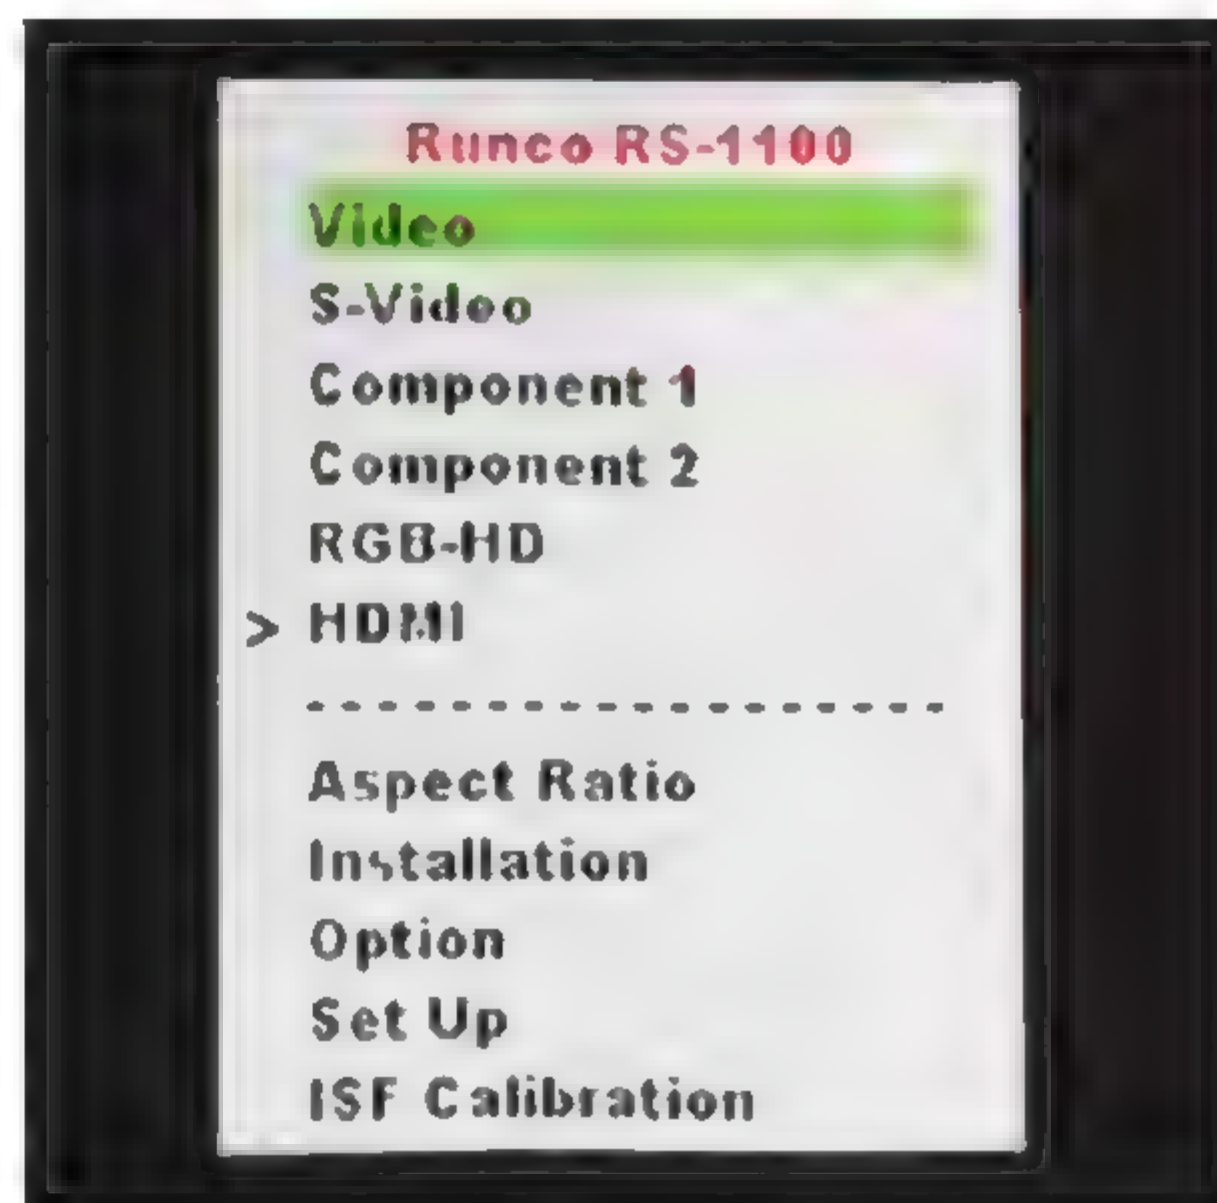 Runco RS-1100
Video
S-Video
Component 1
Component 2
RGB-HD
> HDMI
------------------
Aspect Ratio
Installation
Option
Set Up
ISF Calibration